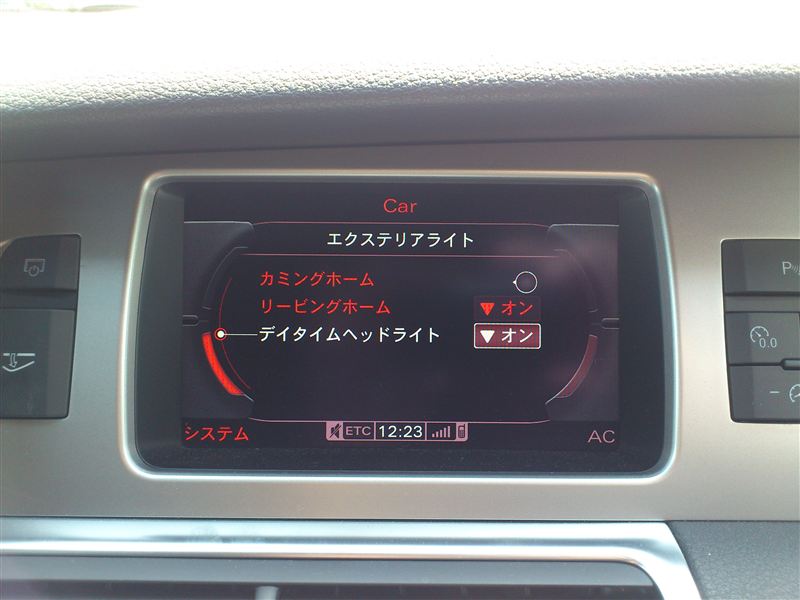 Car
エクステリアライト
カミングホーム
リービングホーム ▼ オン
デイタイムヘッドライト ▼ オン
システム ETC 12:23 AC
P
0.0